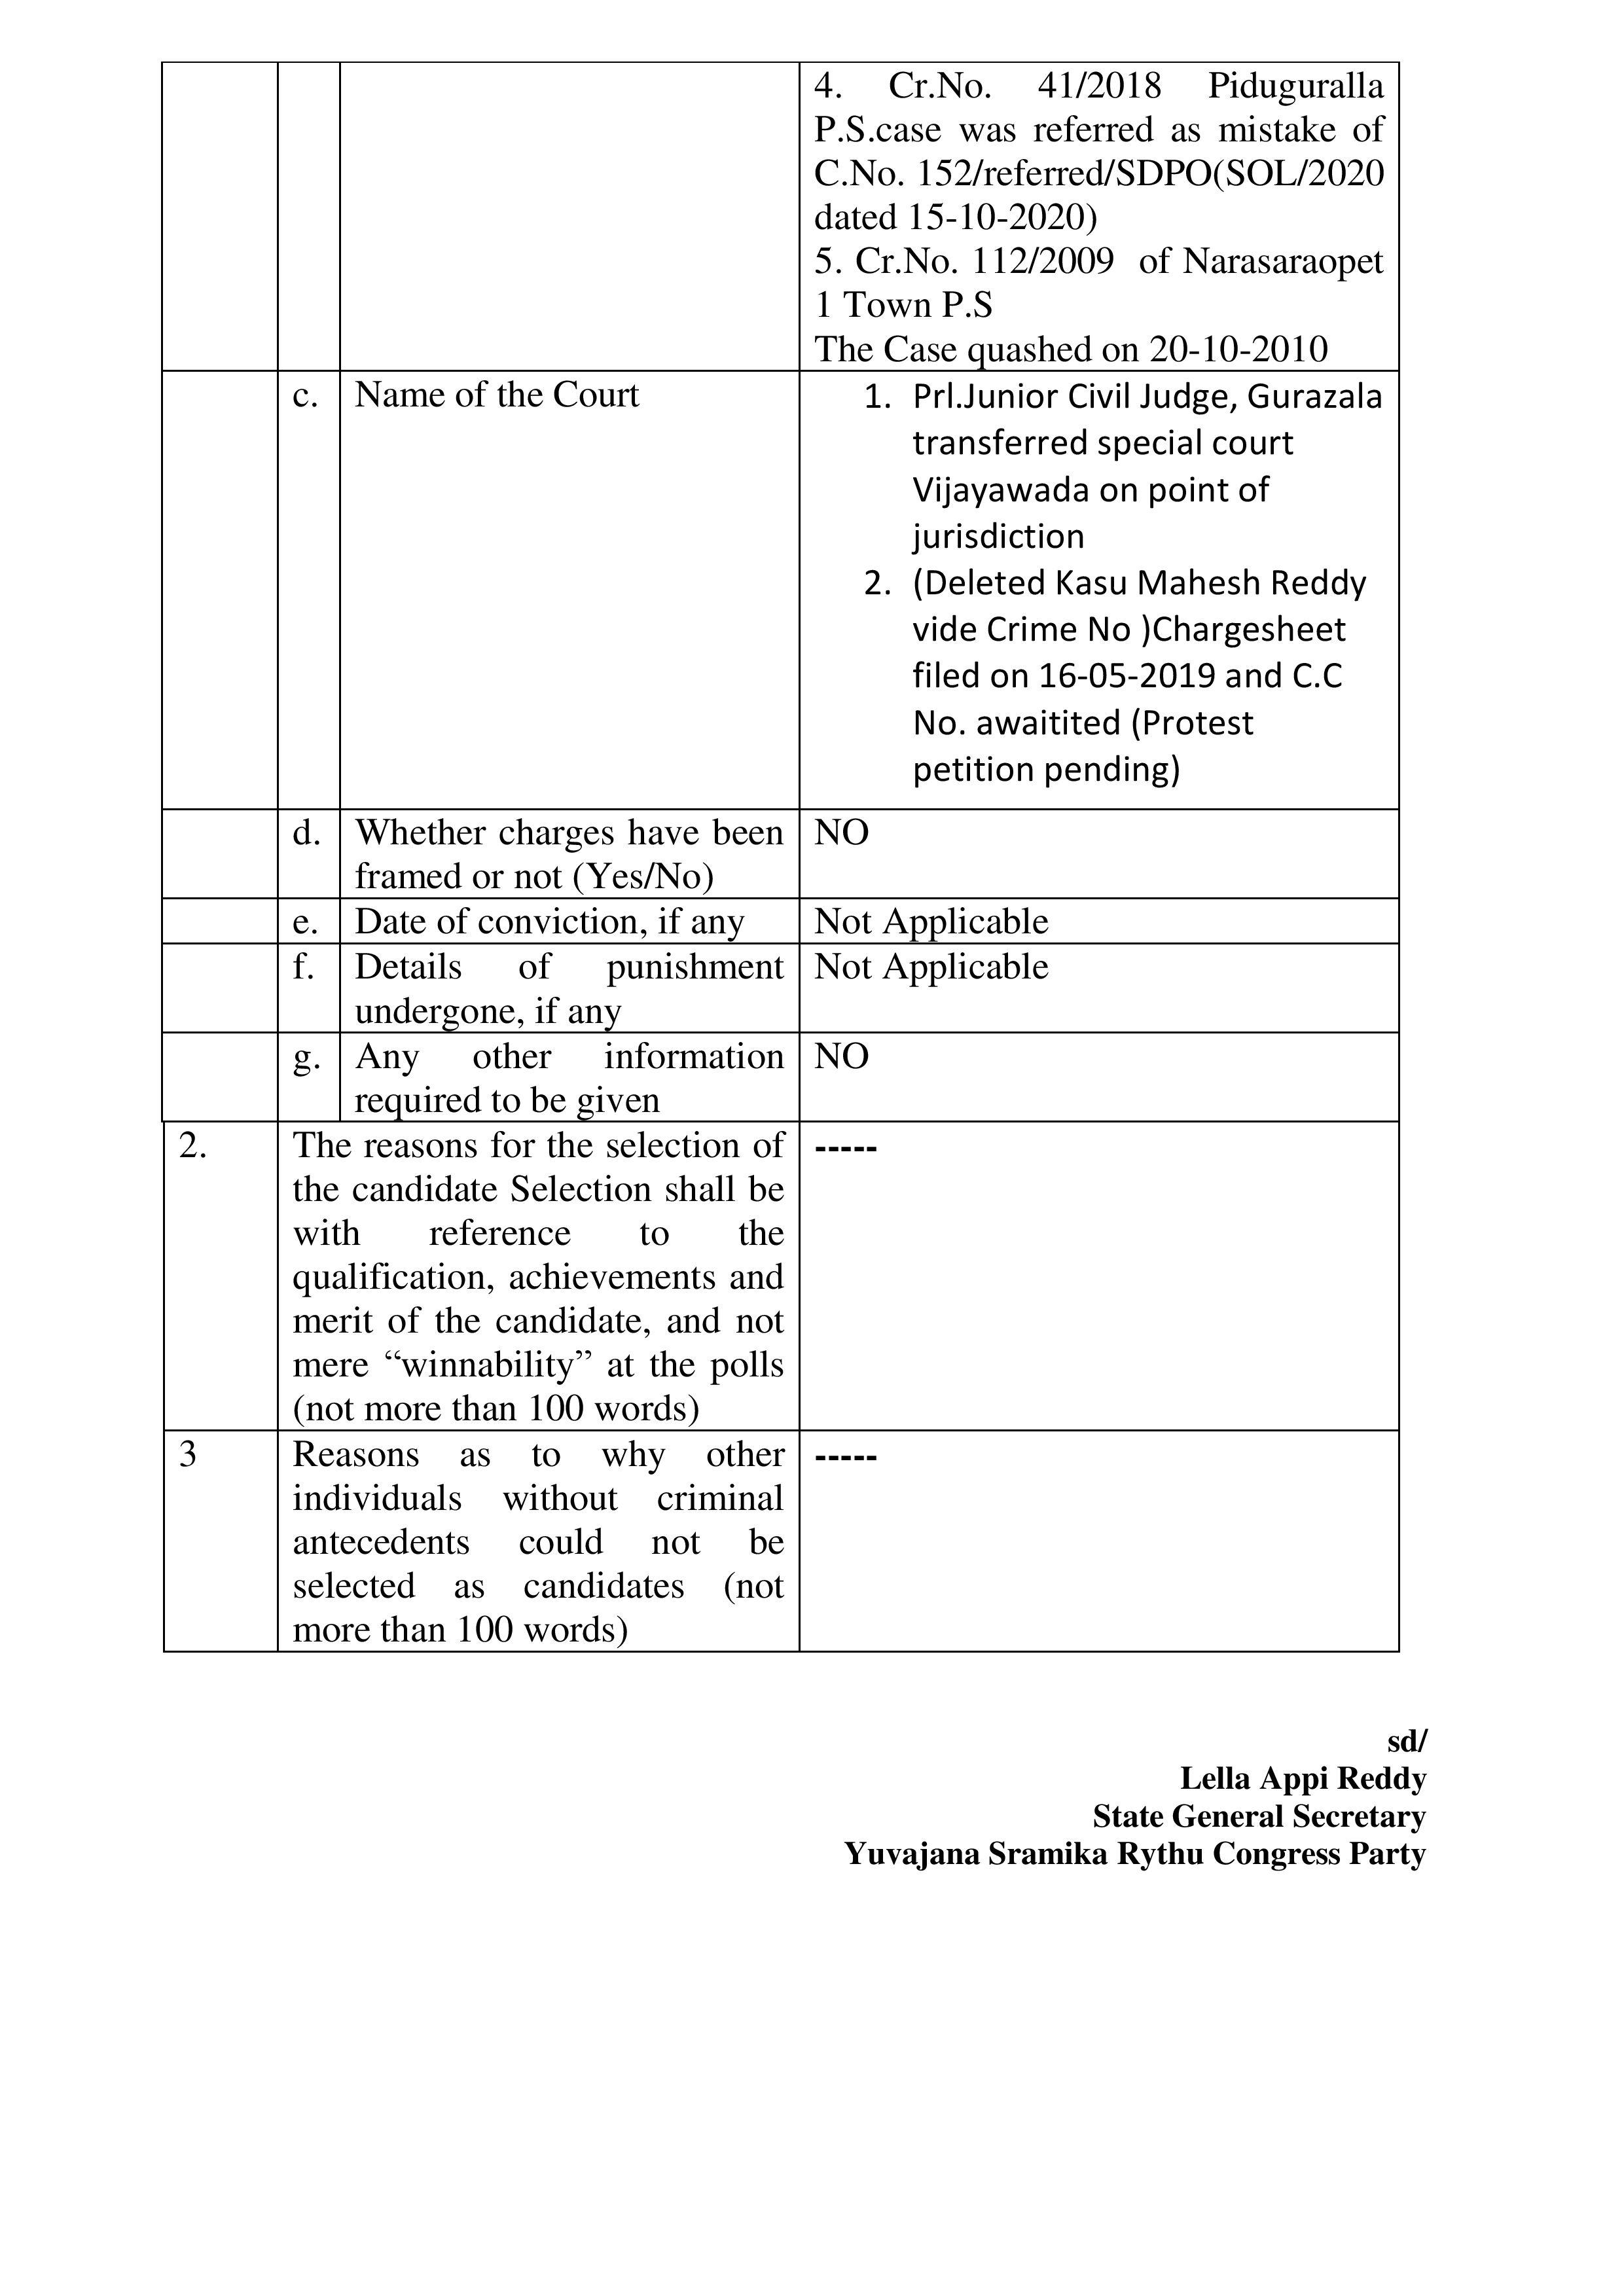 4. Cr.No. 41/2018 Piduguralla
P.S.case was referred as mistake of
C.No. 152/referred/SDPO(SOL/2020
dated 15-10-2020)
5. Cr.No. 112/2009 of Narasaraopet
1 Town P.S
The Case quashed on 20-10-2010
c. Name of the Court
1. Prl.Junior Civil Judge, Gurazala
transferred special court
Vijayawada on point of
jurisdiction
2. (Deleted Kasu Mahesh Reddy
vide Crime No )Chargesheet
filed on 16-05-2019 and C.C
No. awaitited (Protest
petition pending)
d. Whether charges have been
framed or not (Yes/No)
NO
e. Date of conviction, if any
Not Applicable
f. Details of punishment
undergone, if any
Not Applicable
g. Any other information
required to be given
NO
2. The reasons for the selection of
the candidate Selection shall be
with reference to the
qualification, achievements and
merit of the candidate, and not
mere “winnability” at the polls
(not more than 100 words)
-----
3 Reasons as to why other
individuals without criminal
antecedents could not be
selected as candidates (not
more than 100 words)
-----
sd/
Lella Appi Reddy
State General Secretary
Yuvajana Sramika Rythu Congress Party